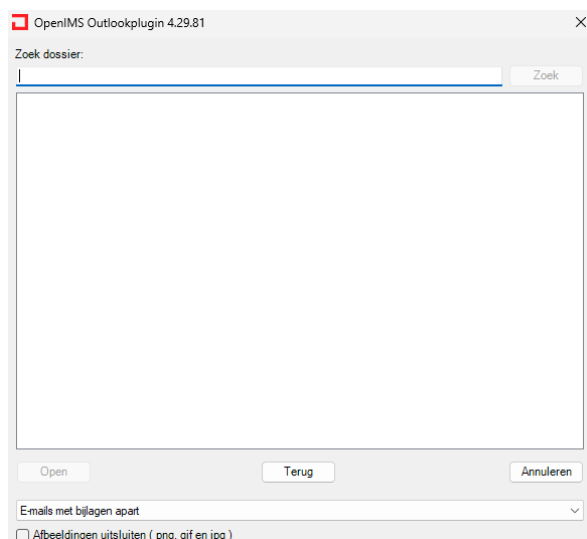 OpenIMS Outlookplugin 4.29.81
Zoek dossier:
Zoek
Open
Terug
Annuleren
E-mails met bijlagen apart
Afbeeldingen uitsluiten ( png, gif en jpg )